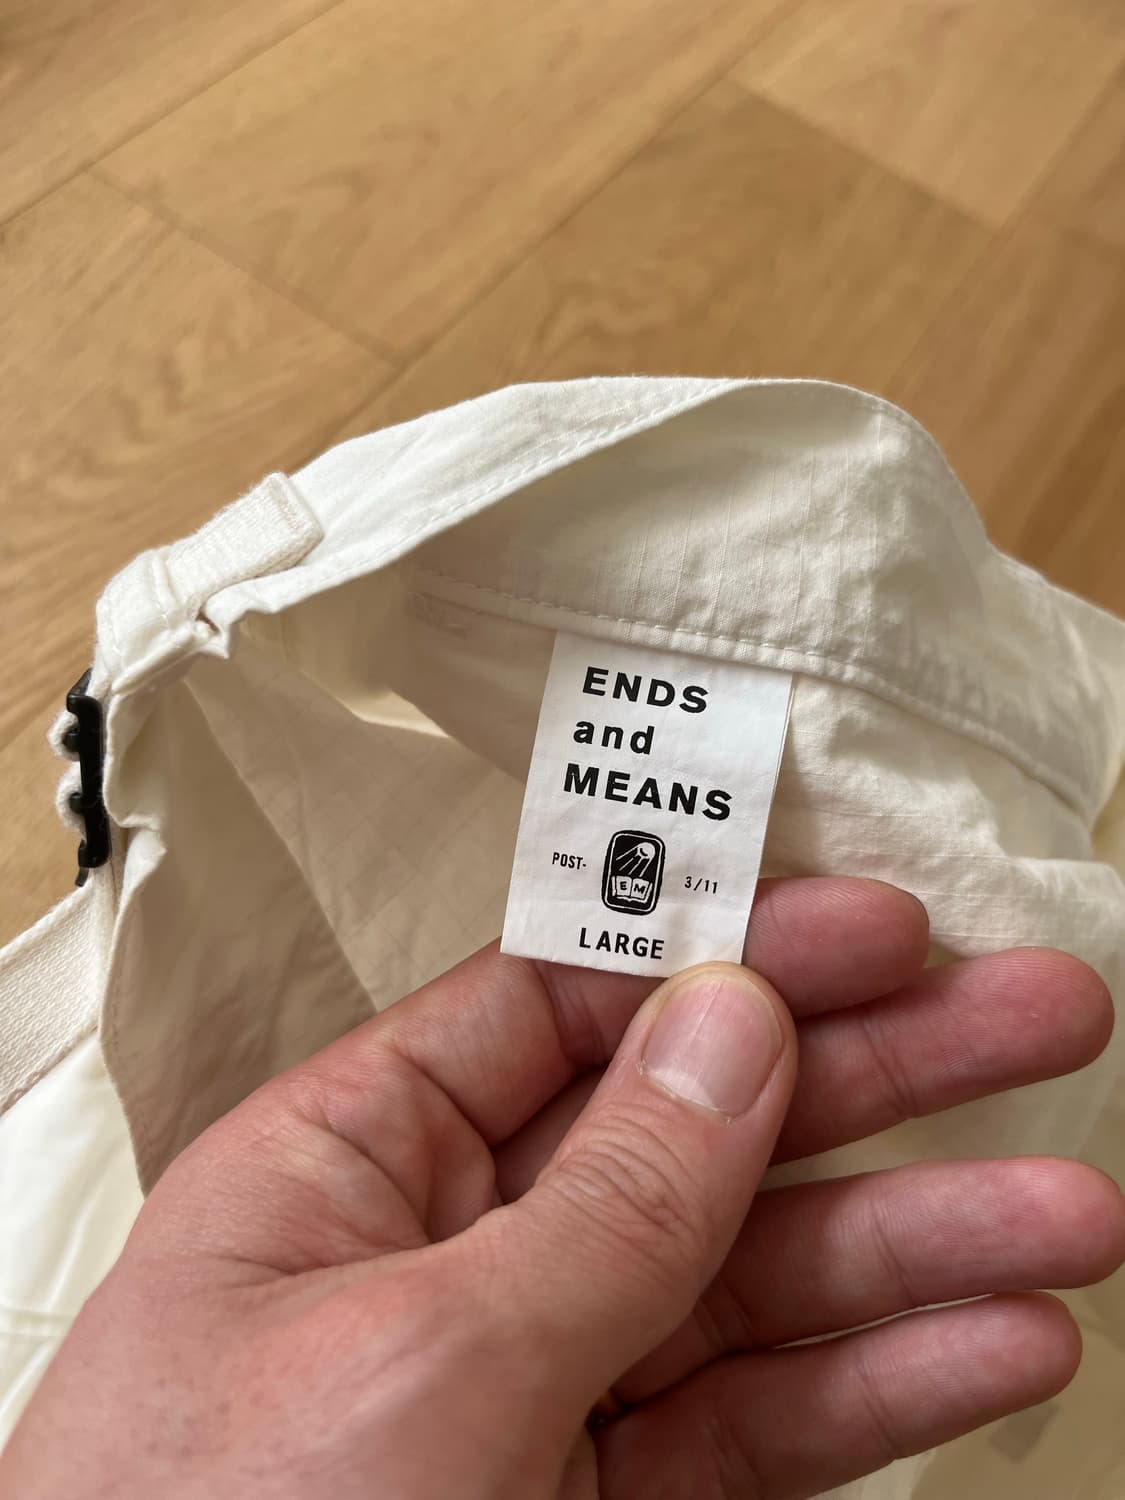 ENDS
and
MEANS
POST- EM 3/11
LARGE